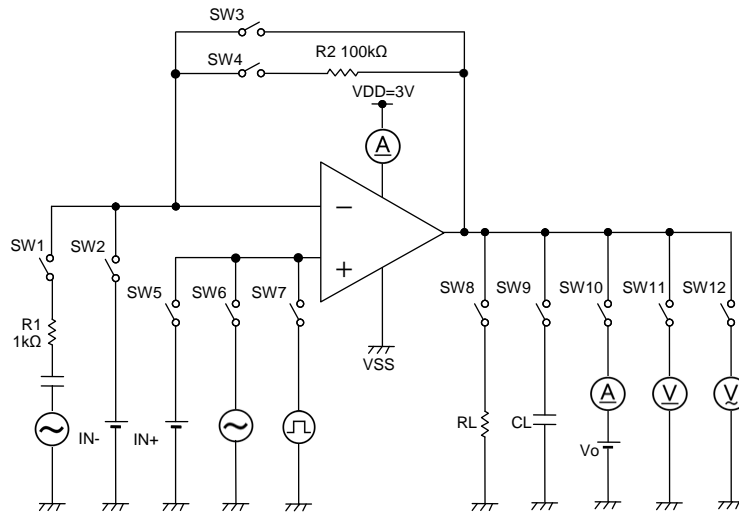 SW3
SW4
R2 100kΩ
VDD=3V
A
SW1
SW2
−
+
SW5
SW6
SW7
SW8
SW9
SW10
SW11
SW12
R1
1kΩ
VSS
A
V
V
IN-
IN+
RL
CL
Vo